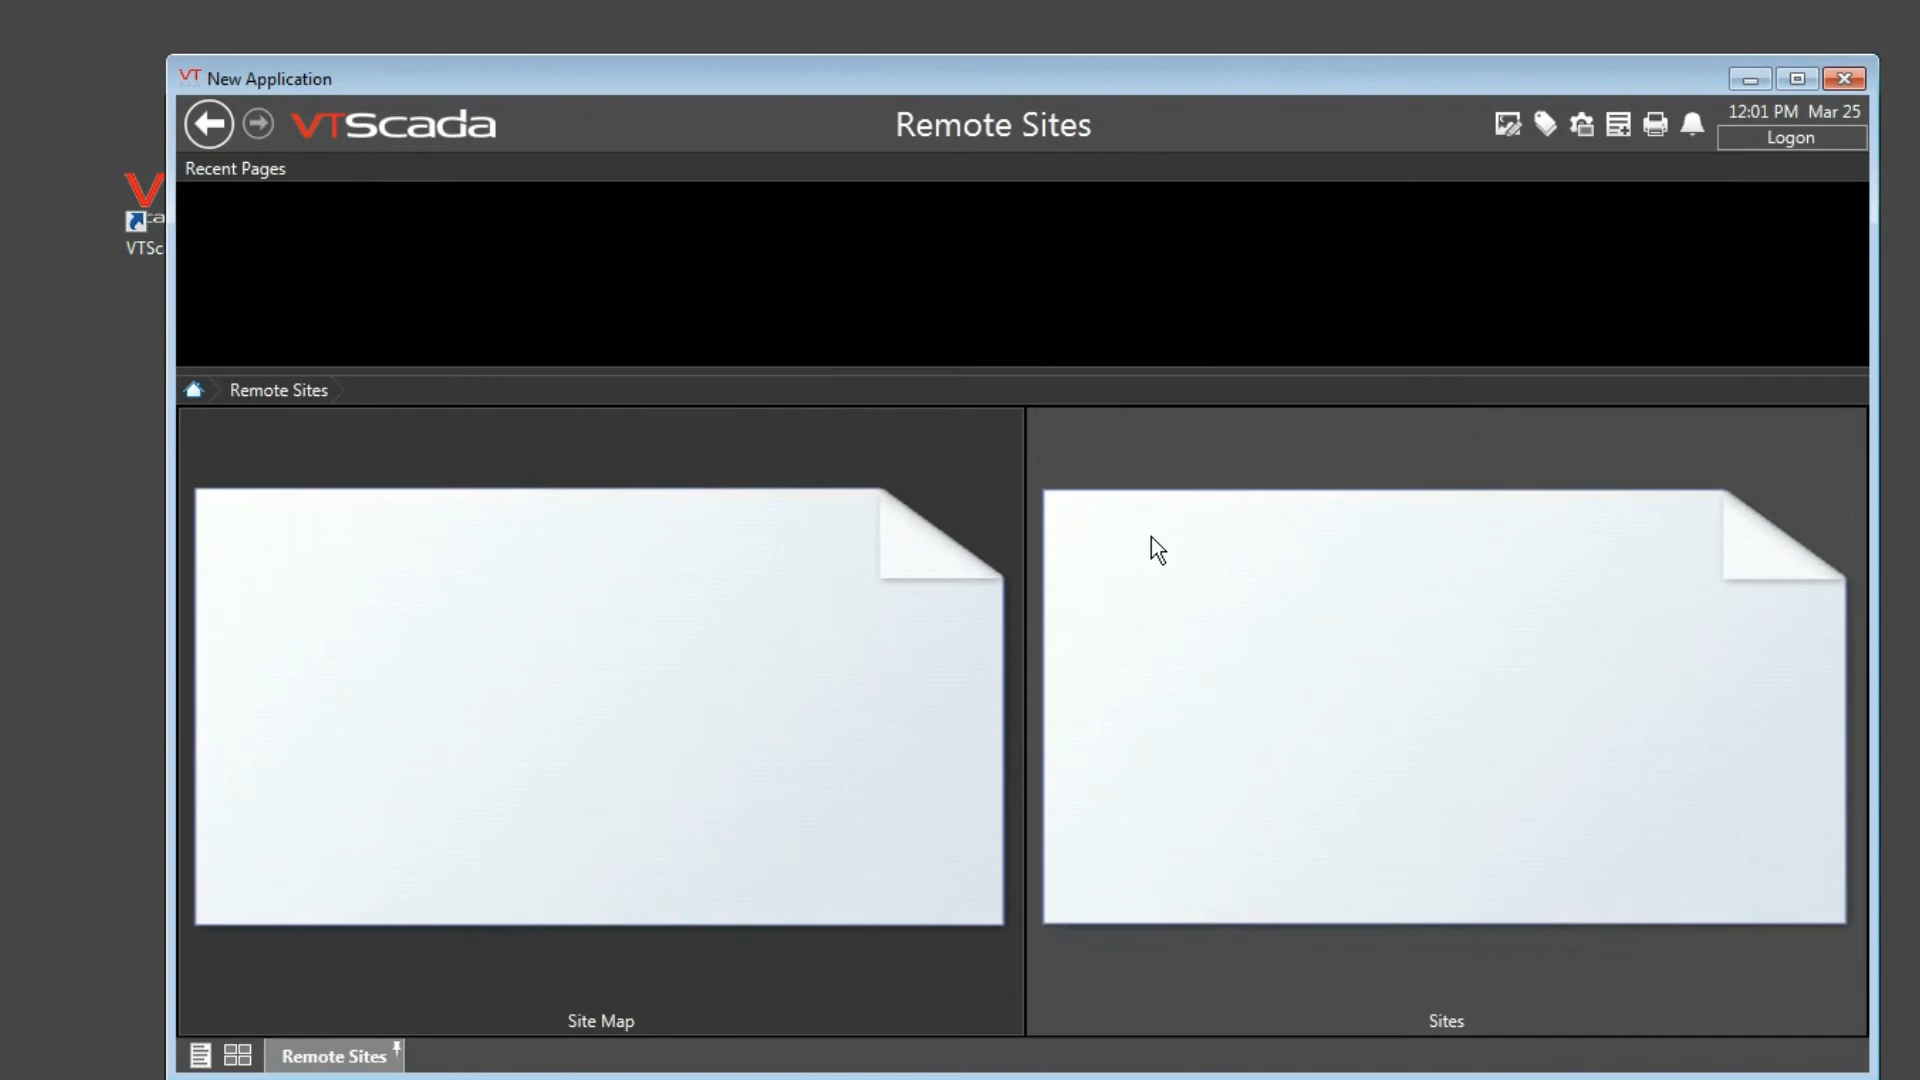 VT New Application
VTScada
Remote Sites
12:01 PM Mar 25
Logon
Recent Pages
VTSc
Remote Sites
Site Map
Sites
Remote Sites